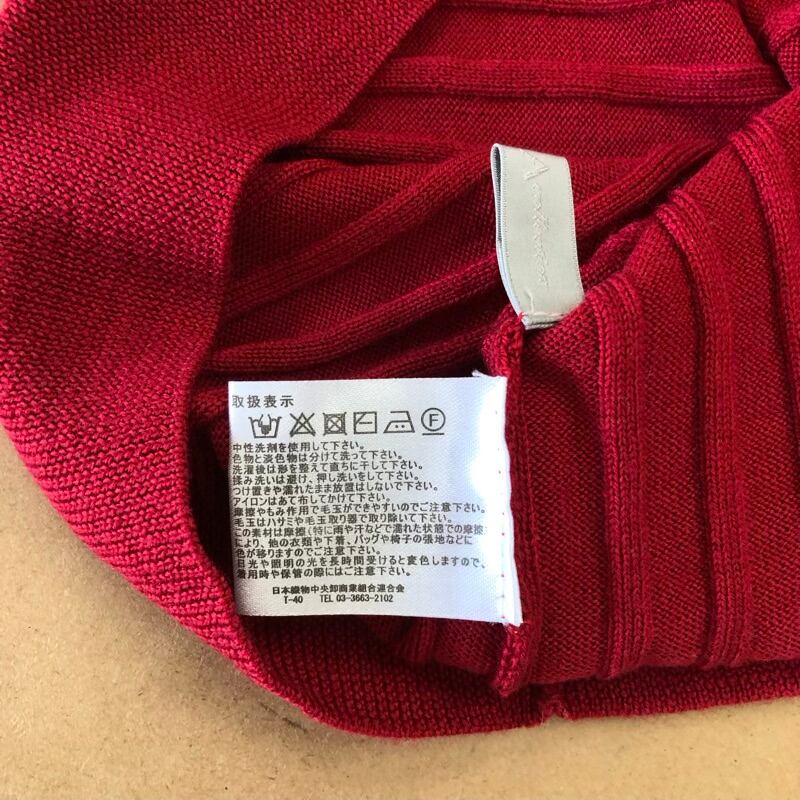 取扱表示
F
中性洗剤を使用して下さい。
色物と淡色物は分けて洗って下さい。
洗濯後は形を整えて直ちに干して下さい。
揉み洗いは避け、押し洗いをして下さい。
つけ置きや濡れたまま放置はしないで下さい。
アイロンはあて布してかけて下さい。
摩擦やもみ作用で毛玉ができやすいのでご注意下さい。
毛玉はハサミや毛玉取り器で取り除いて下さい。
この素材は摩擦(特に雨や汗などで濡れた状態での摩擦)
により、他の衣類や下着、バッグや椅子の張地などに
色が移りますのでご注意下さい。
日光や照明の光を長時間受けると変色しますので、
着用時や保管の際にはご注意下さい。
日本織物中央卸商業組合連合会
T-40 TEL 03-3663-2102